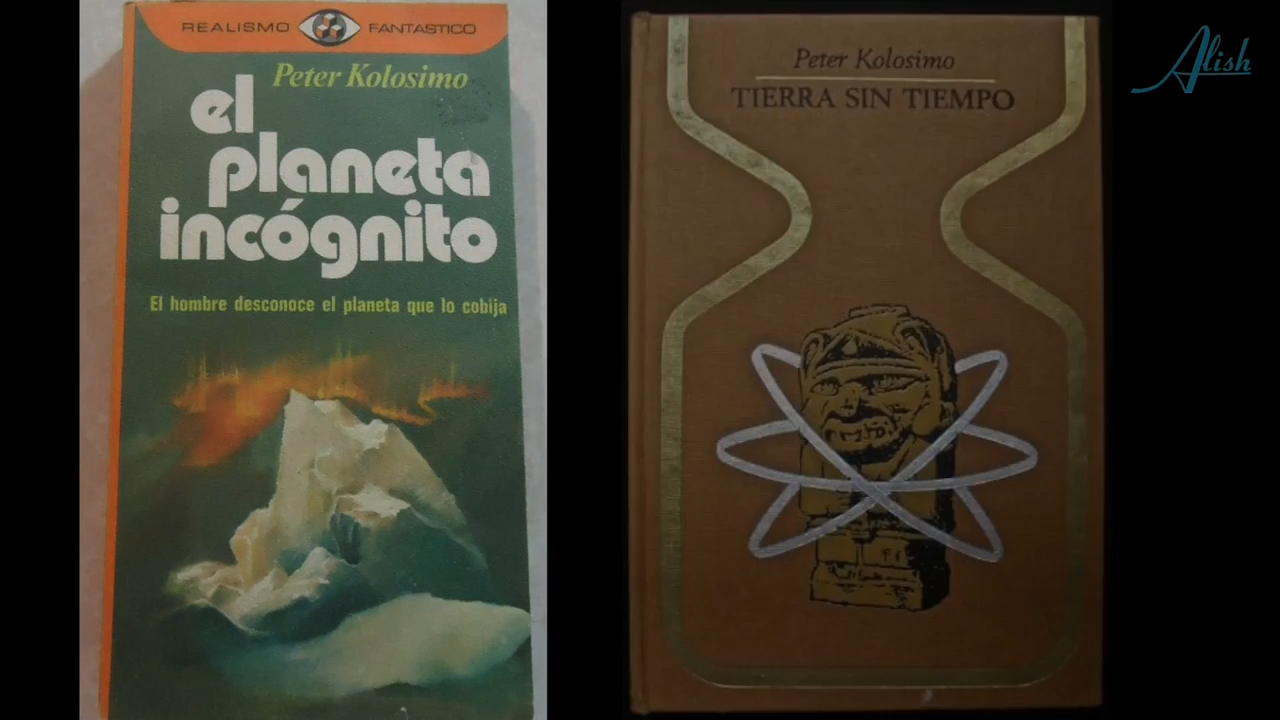 REALISMO FANTASTICO
Peter Kolosimo
el
planeta
incógnito
El hombre desconoce el planeta que lo cobija
Peter Kolosimo
TIERRA SIN TIEMPO
Alish